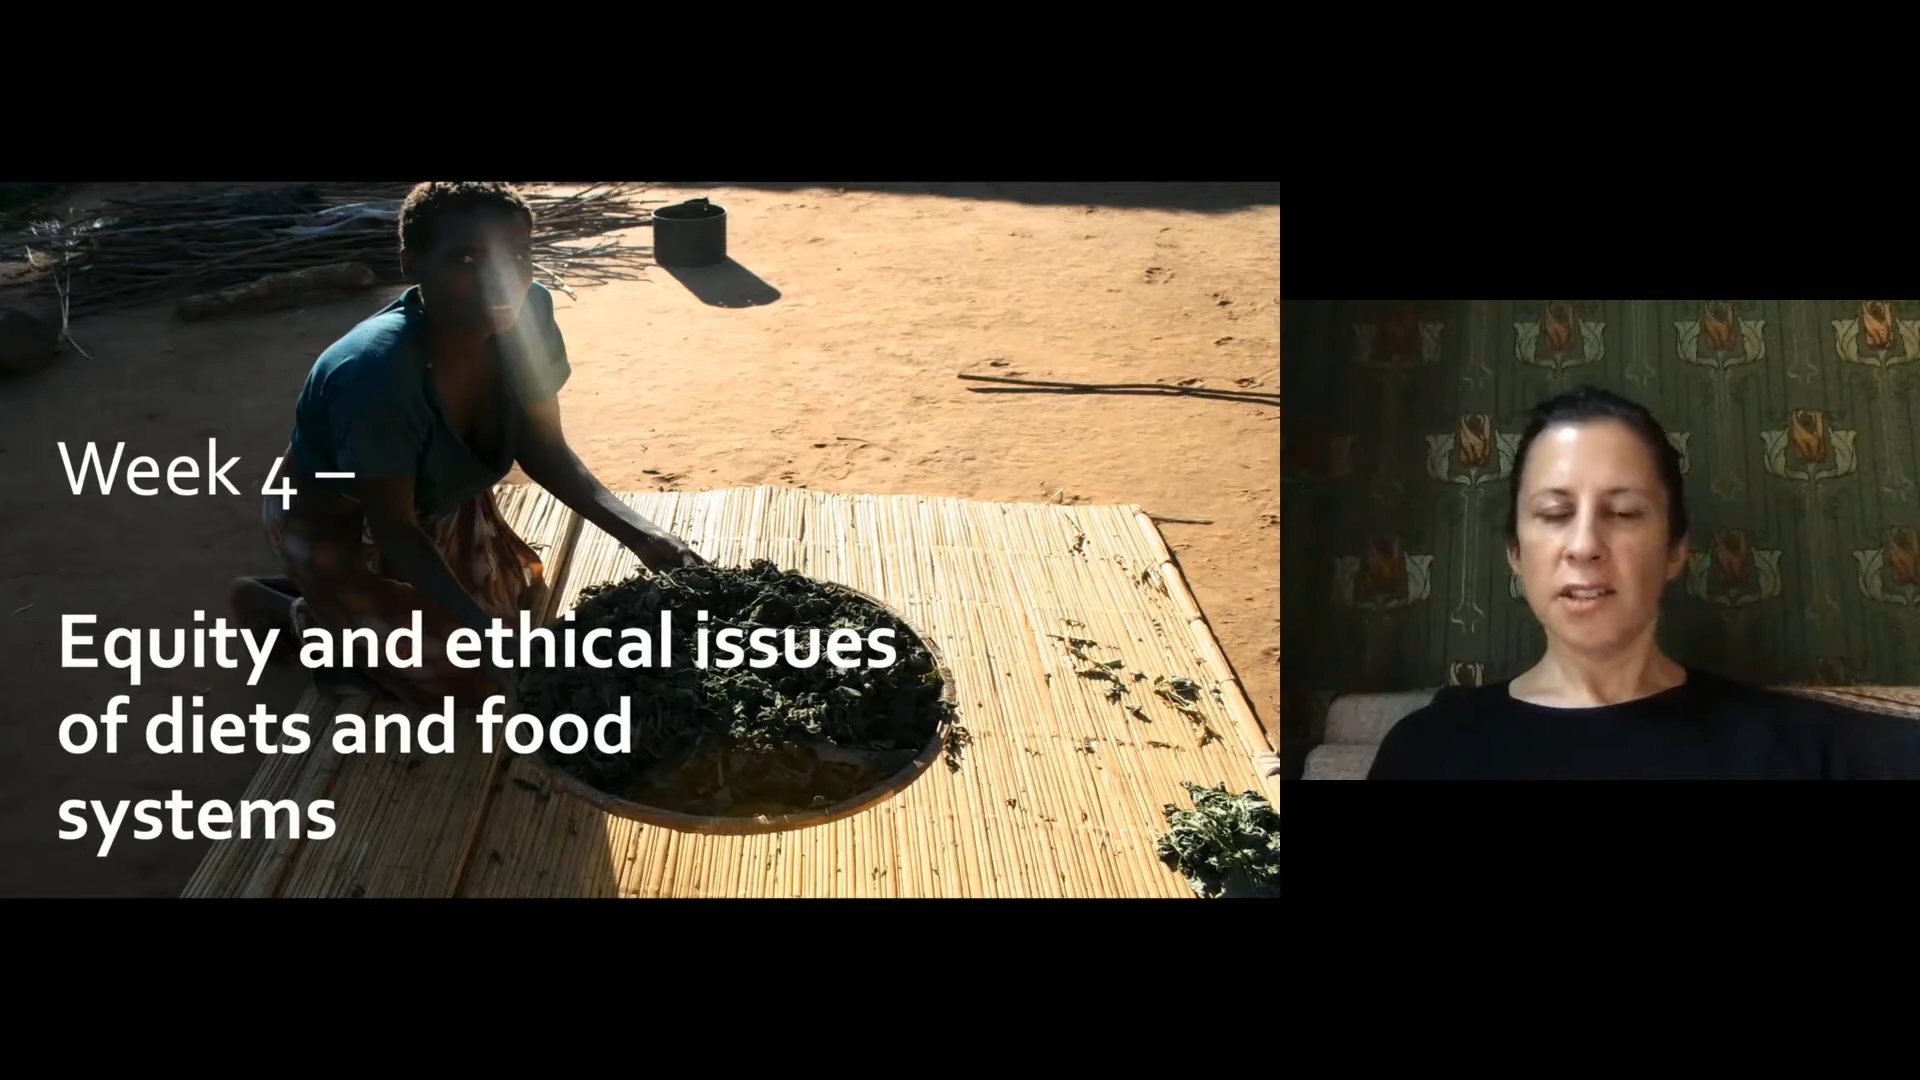 Week 4 –
Equity and ethical issues
of diets and food
systems